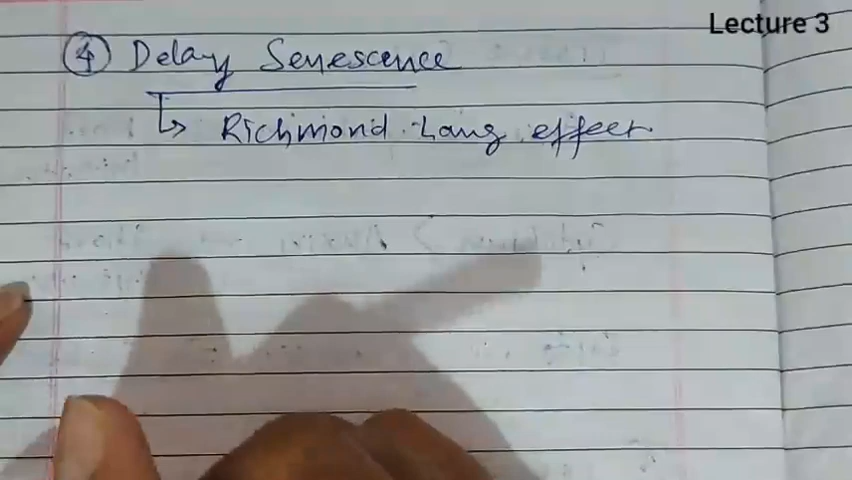 Lecture 3
④ Delay Senescence
↳ Richmond Lang effect